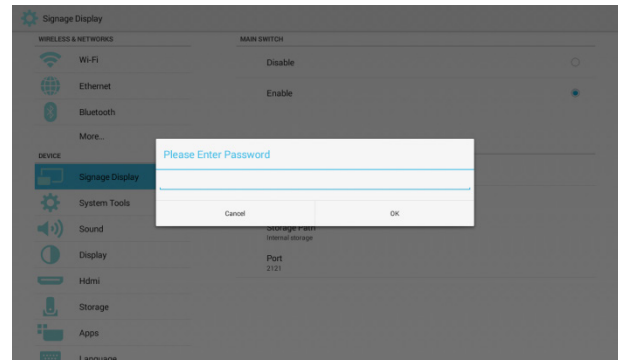 Signage Display
WIRELESS & NETWORKS
Wi-Fi
Ethernet
Bluetooth
More...
DEVICE
Signage Display
System Tools
Sound
Display
Hdmi
Storage
Apps
Language
MAIN SWITCH
Disable
Enable
Please Enter Password
Cancel
OK
Storage Path
Internal storage
Port
2121